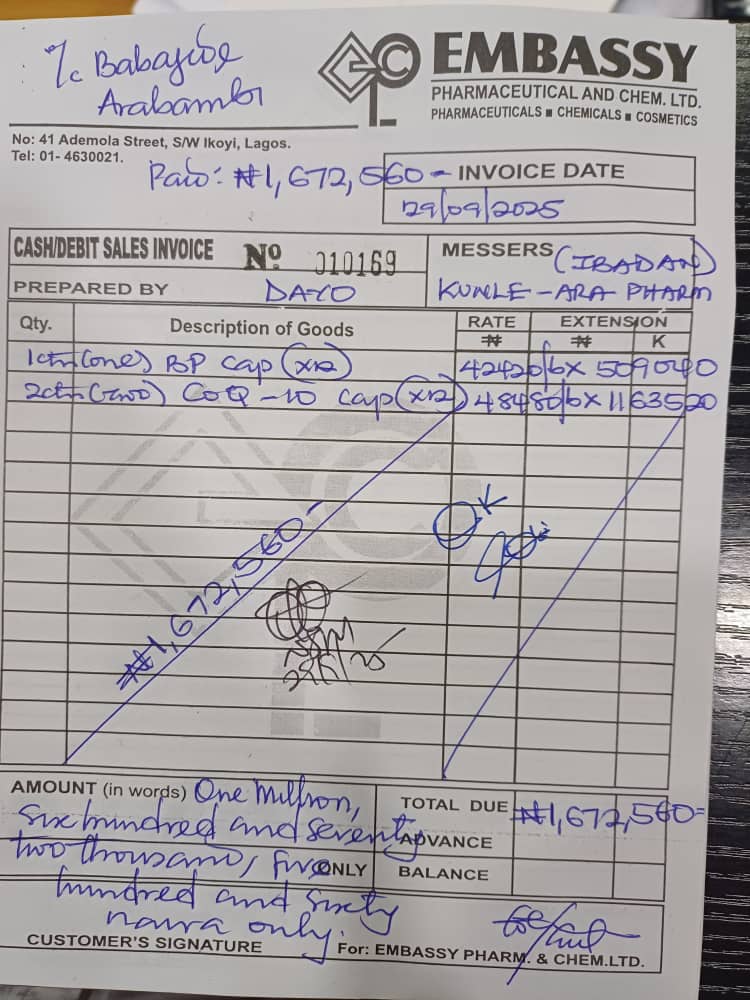 I/c Babajide
Arabambi
EMBASSY
PHARMACEUTICAL AND CHEM. LTD.
PHARMACEUTICALS ■ CHEMICALS ■ COSMETICS
No: 41 Ademola Street, S/W Ikoyi, Lagos.
Tel: 01- 4630021.
Paid: ₦1,672,560-
INVOICE DATE
29/09/2025
CASH/DEBIT SALES INVOICE No 010169
MESSERS (IBADAN)
KUNLE-ARA PHARM
PREPARED BY DAYO
Qty. Description of Goods RATE EXTENSION
₦ ₦ K
1ctn(one) BP cap (x12) 42420/6x 509040
2ctn(two) COQ-10 cap (x12) 48480/6x 1163520
OK
₦1,672,560-
AMOUNT (in words) One Million,
six hundred and seventy
two thousand, five ONLY
hundred and sixty
naira only.
TOTAL DUE ₦1,672,560=
ADVANCE
BALANCE
CUSTOMER'S SIGNATURE
For: EMBASSY PHARM. & CHEM.LTD.